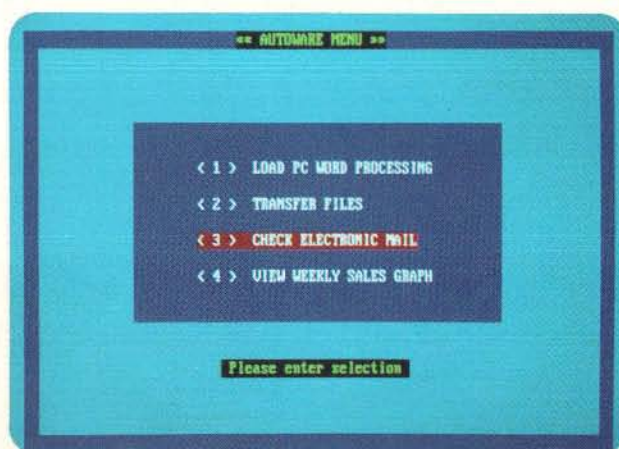 «« AUTOWARE MENU »»
< 1 > LOAD PC WORD PROCESSING
< 2 > TRANSFER FILES
< 3 > CHECK ELECTRONIC MAIL
< 4 > VIEW WEEKLY SALES GRAPH
Please enter selection